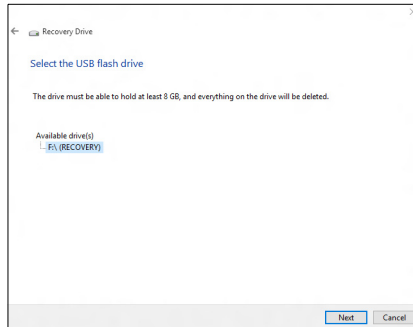 Recovery Drive
Select the USB flash drive
The drive must be able to hold at least 8 GB, and everything on the drive will be deleted.
Available drive(s)
F:\ (RECOVERY)
Next Cancel